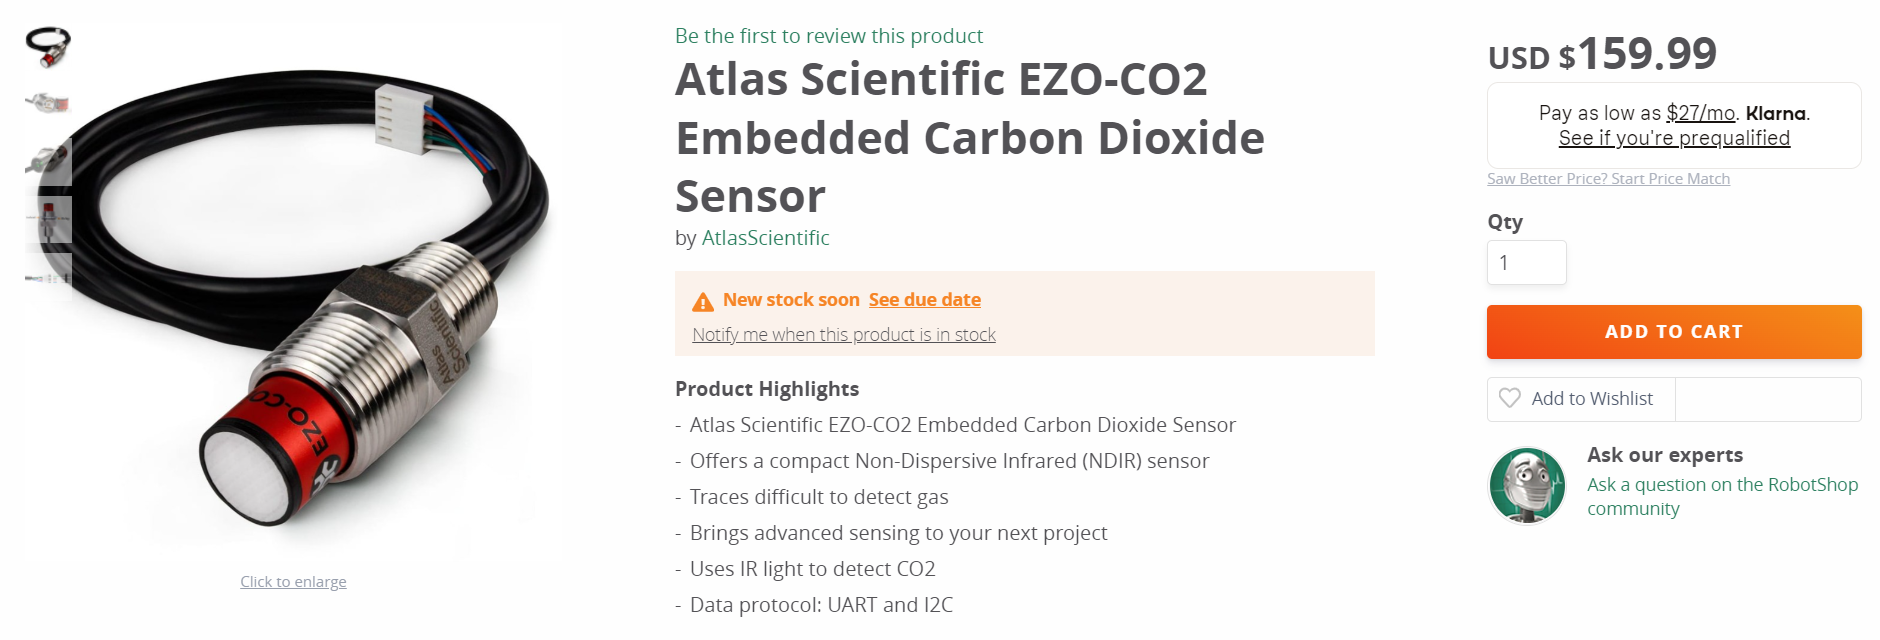 Be the first to review this product
Atlas Scientific EZO-CO2
Embedded Carbon Dioxide
Sensor
by AtlasScientific
New stock soon See due date
Notify me when this product is in stock
Product Highlights
- Atlas Scientific EZO-CO2 Embedded Carbon Dioxide Sensor
- Offers a compact Non-Dispersive Infrared (NDIR) sensor
- Traces difficult to detect gas
- Brings advanced sensing to your next project
- Uses IR light to detect CO2
- Data protocol: UART and I2C
Atlas
Scientific
EZO-CO
Click to enlarge
USD $159.99
Pay as low as $27/mo. Klarna.
See if you're prequalified
Saw Better Price? Start Price Match
Qty
1
ADD TO CART
Add to Wishlist
Ask our experts
Ask a question on the RobotShop
community